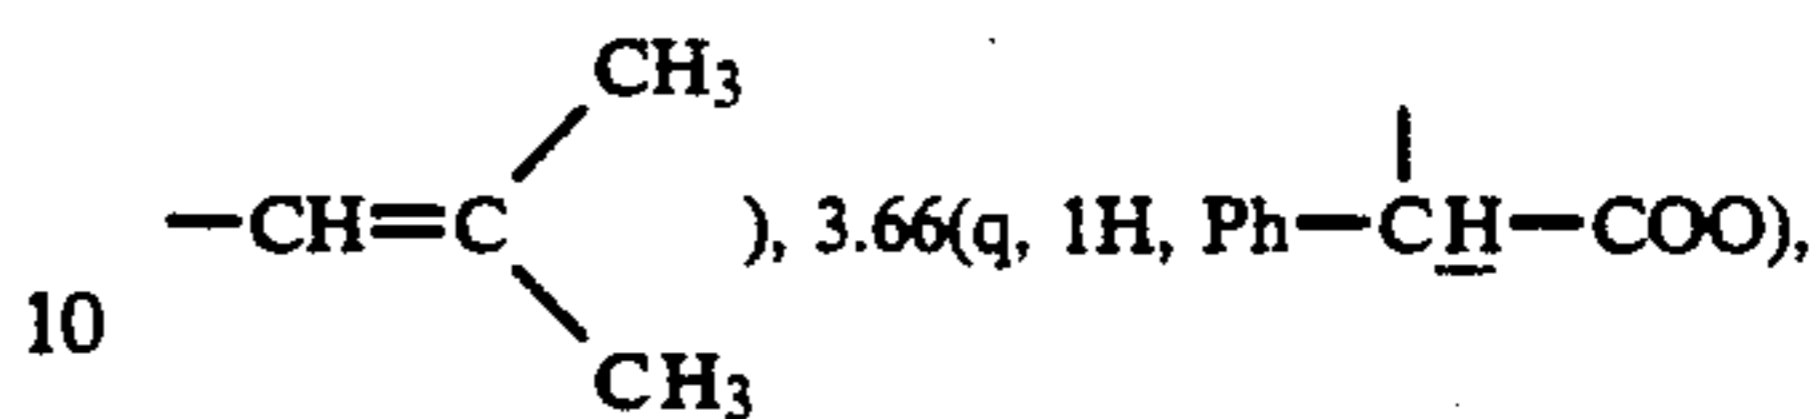 CH3
—CH=C ), 3.66(q, 1H, Ph—CH—COO),
10
CH3